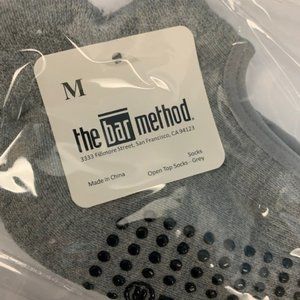 M
the bar method.
3333 Fillmore Street, San Francisco, CA 94123
Socks
Made in China
Open Top Socks - Grey